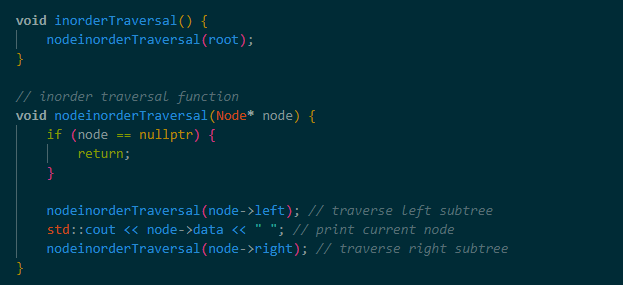 void inorderTraversal() {
    nodeinorderTraversal(root);
}

// inorder traversal function
void nodeinorderTraversal(Node* node) {
    if (node == nullptr) {
        return;
    }

    nodeinorderTraversal(node->left); // traverse left subtree
    std::cout << node->data << " "; // print current node
    nodeinorderTraversal(node->right); // traverse right subtree
}